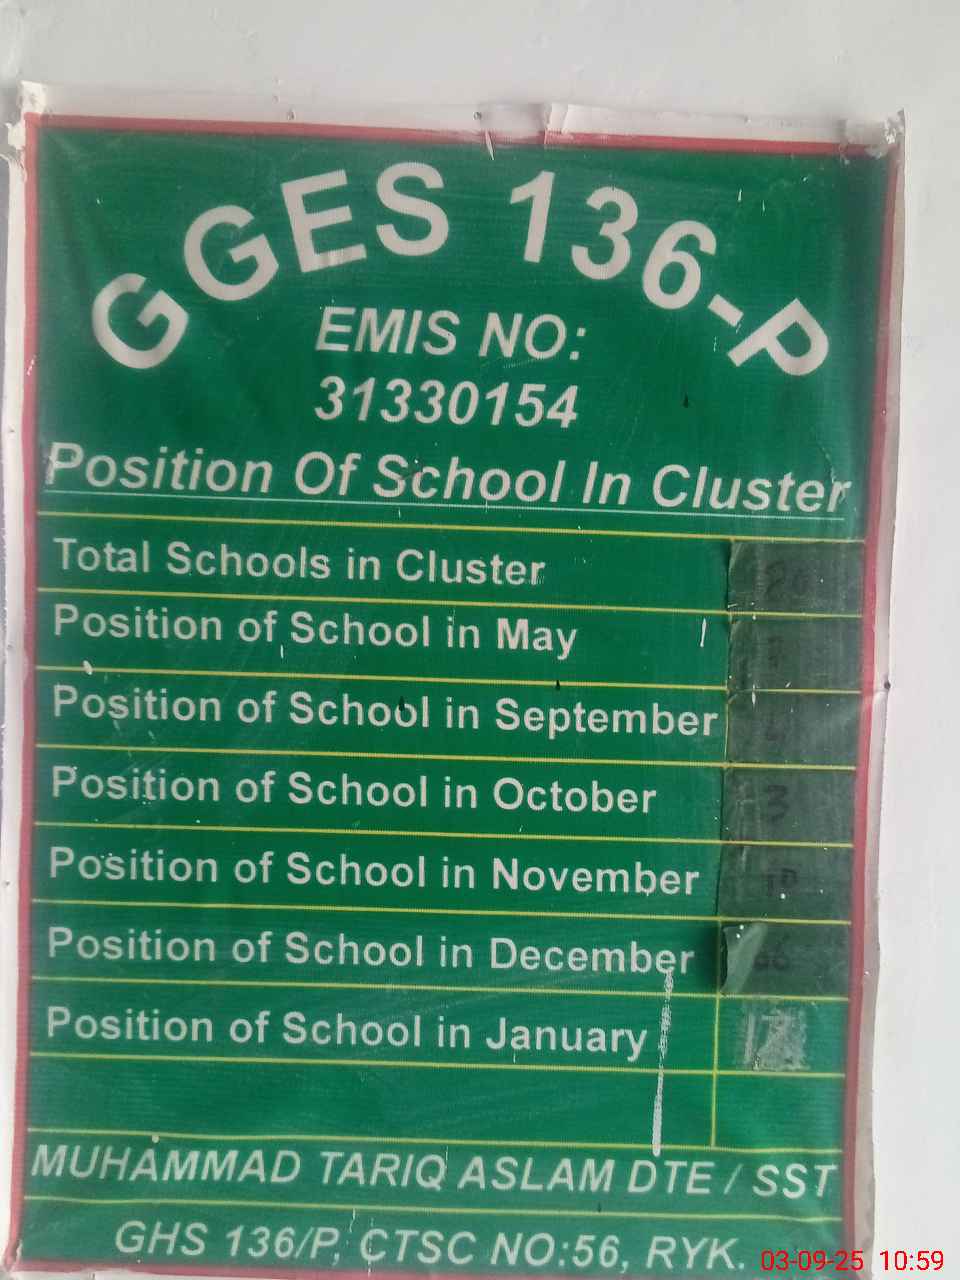 GGES 136-P
EMIS NO:
31330154
Position Of School In Cluster
Total Schools in Cluster
Position of School in May
Position of School in September
Position of School in October 3
Position of School in November
Position of School in December
Position of School in January
MUHAMMAD TARIQ ASLAM DTE / SST
GHS 136/P, CTSC NO:56, RYK.
03-09-25 10:59